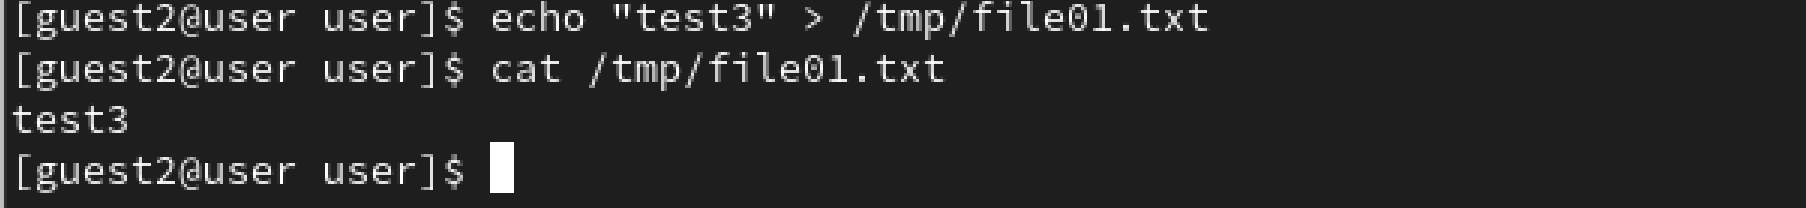 [guest2@user user]$ echo "test3" > /tmp/file01.txt
[guest2@user user]$ cat /tmp/file01.txt
test3
[guest2@user user]$